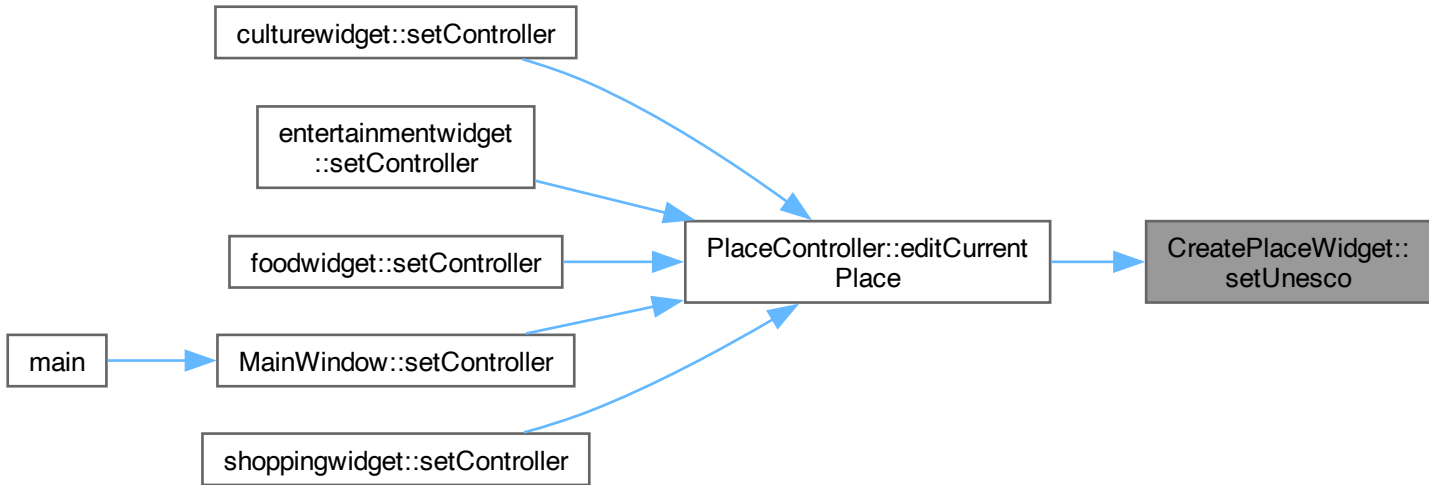 culturewidget::setController
entertainmentwidget
::setController
foodwidget::setController
main
MainWindow::setController
shoppingwidget::setController
PlaceController::editCurrent
Place
CreatePlaceWidget::
setUnesco